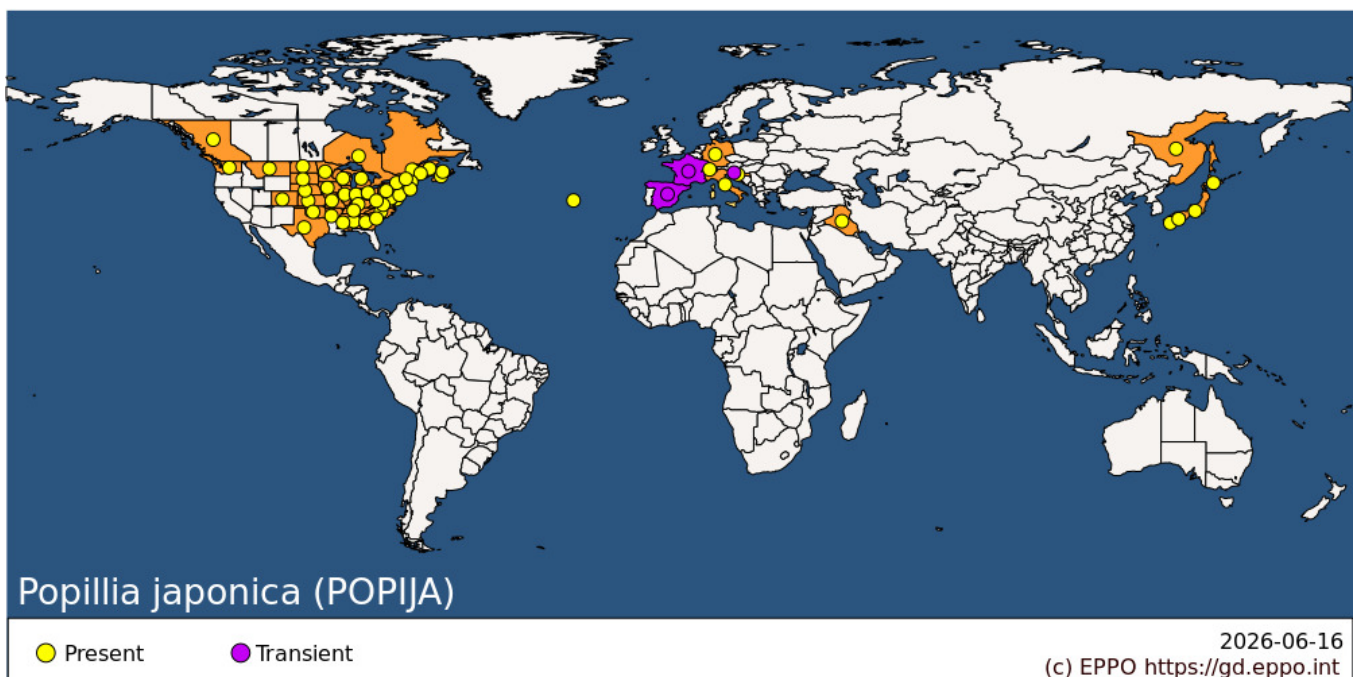 Popillia japonica (POPIJA)
Present
Transient
2026-06-16
(c) EPPO https://gd.eppo.int